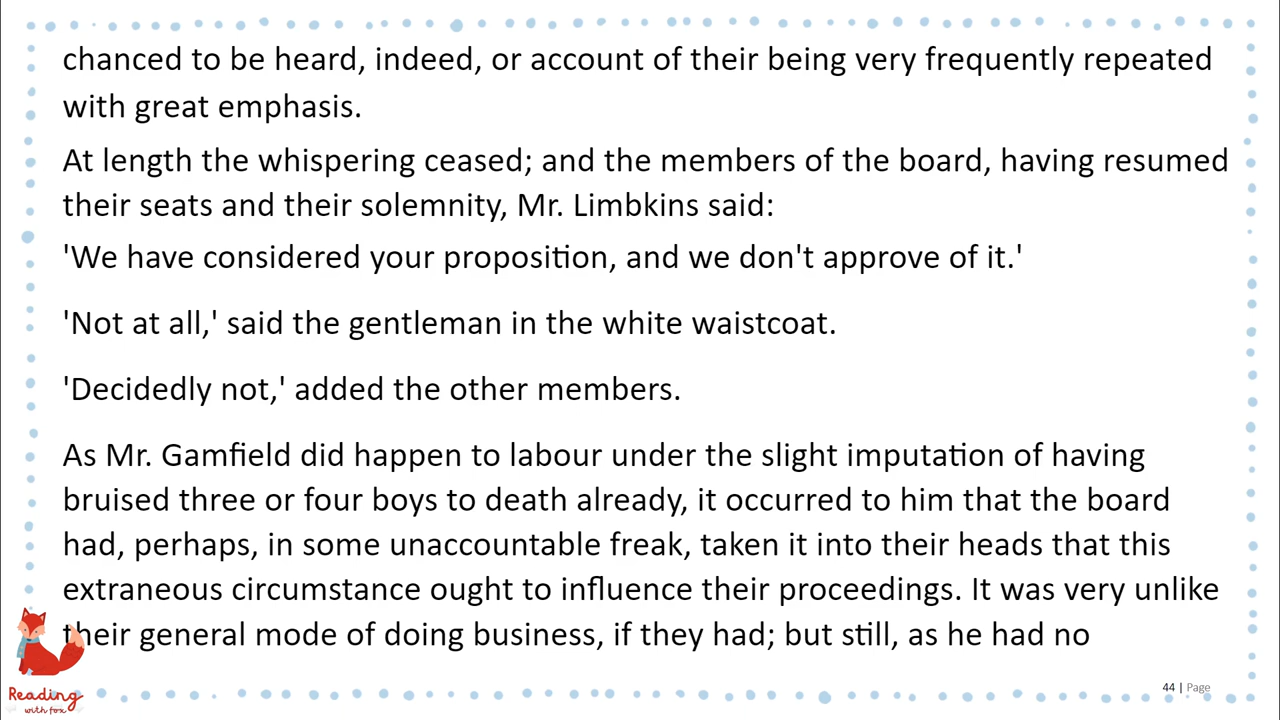 chanced to be heard, indeed, or account of their being very frequently repeated
with great emphasis.
At length the whispering ceased; and the members of the board, having resumed
their seats and their solemnity, Mr. Limbkins said:
'We have considered your proposition, and we don't approve of it.'
'Not at all,' said the gentleman in the white waistcoat.
'Decidedly not,' added the other members.
As Mr. Gamfield did happen to labour under the slight imputation of having
bruised three or four boys to death already, it occurred to him that the board
had, perhaps, in some unaccountable freak, taken it into their heads that this
extraneous circumstance ought to influence their proceedings. It was very unlike
their general mode of doing business, if they had; but still, as he had no
44 | Page
Reading
with fox